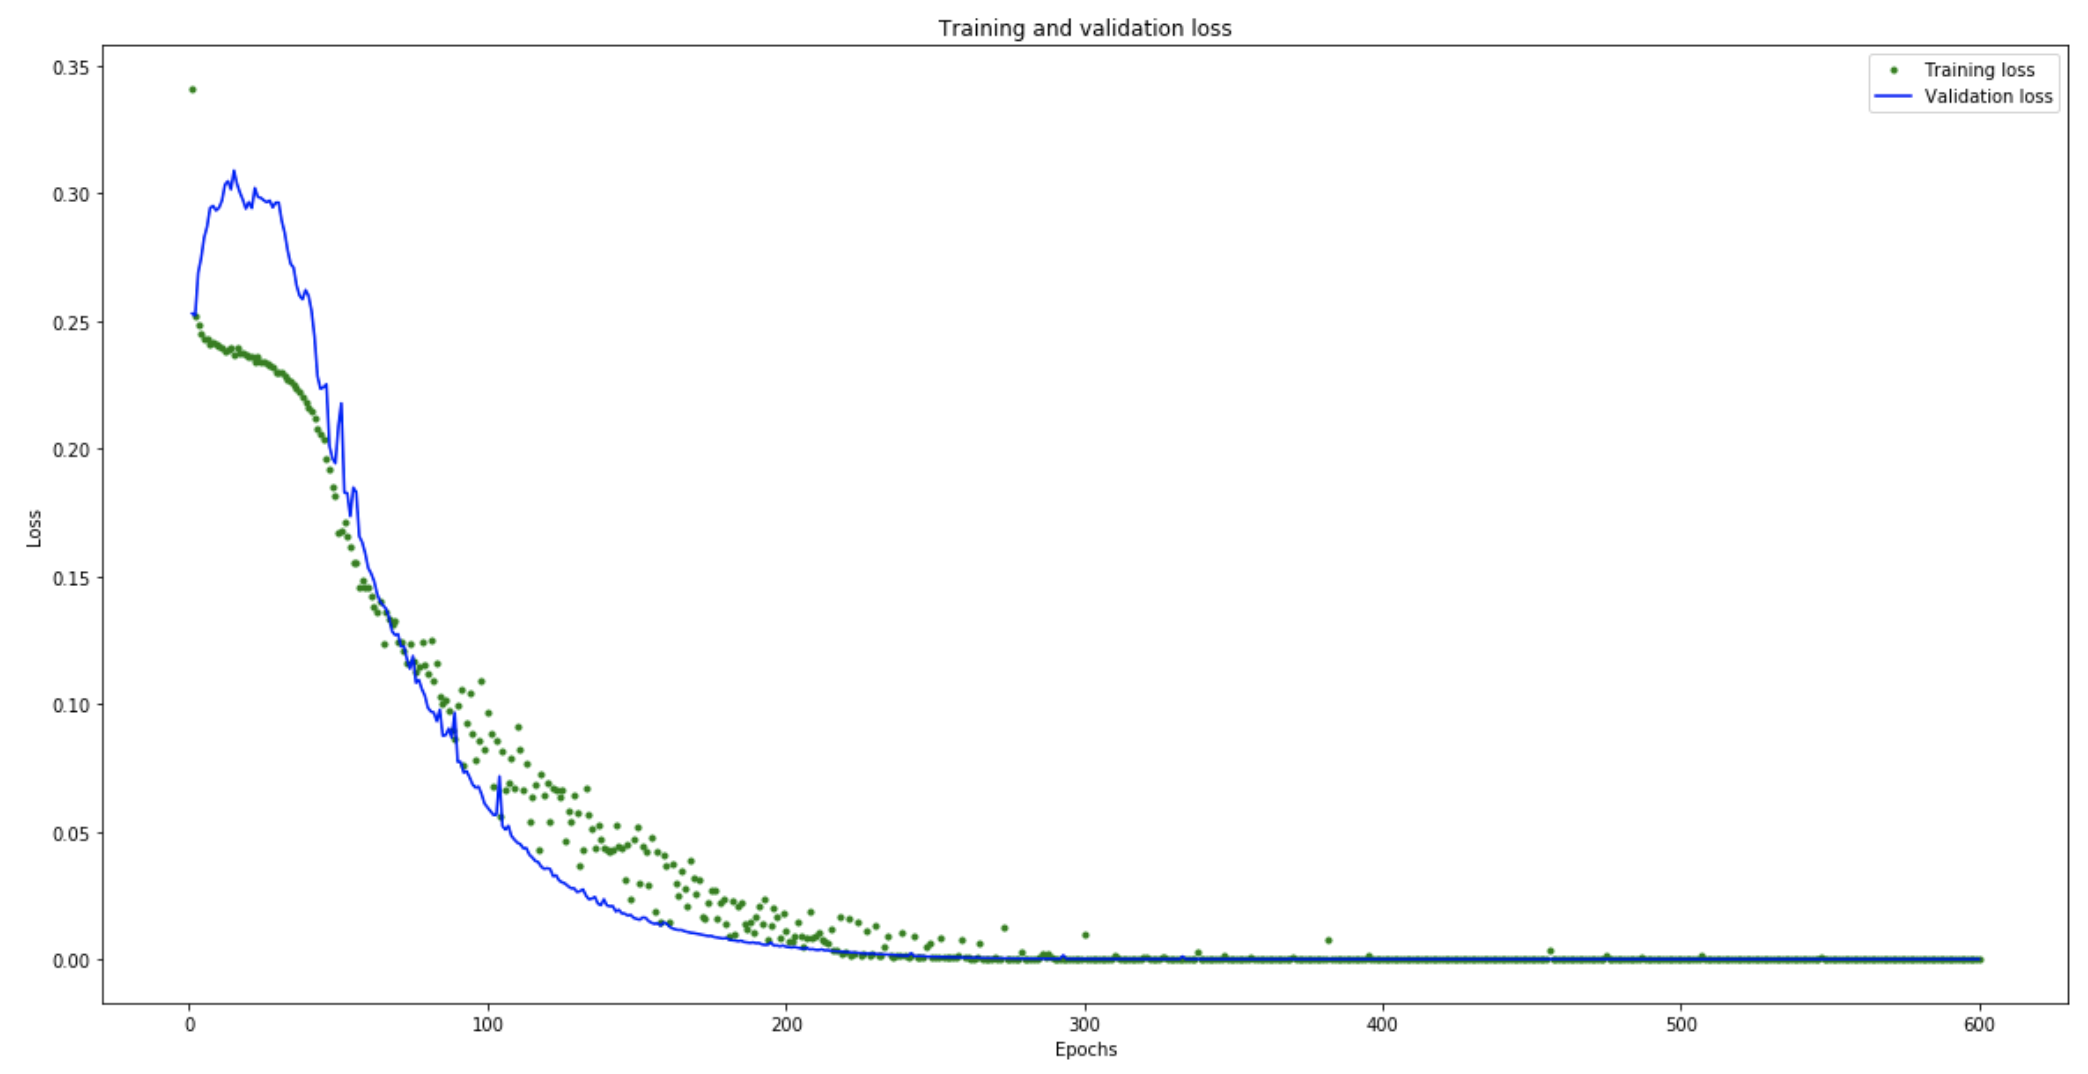 Training and validation loss
Training loss
Validation loss
0.35
0.30
0.25
0.20
0.15
0.10
0.05
0.00
Loss
0 100 200 300 400 500 600
Epochs